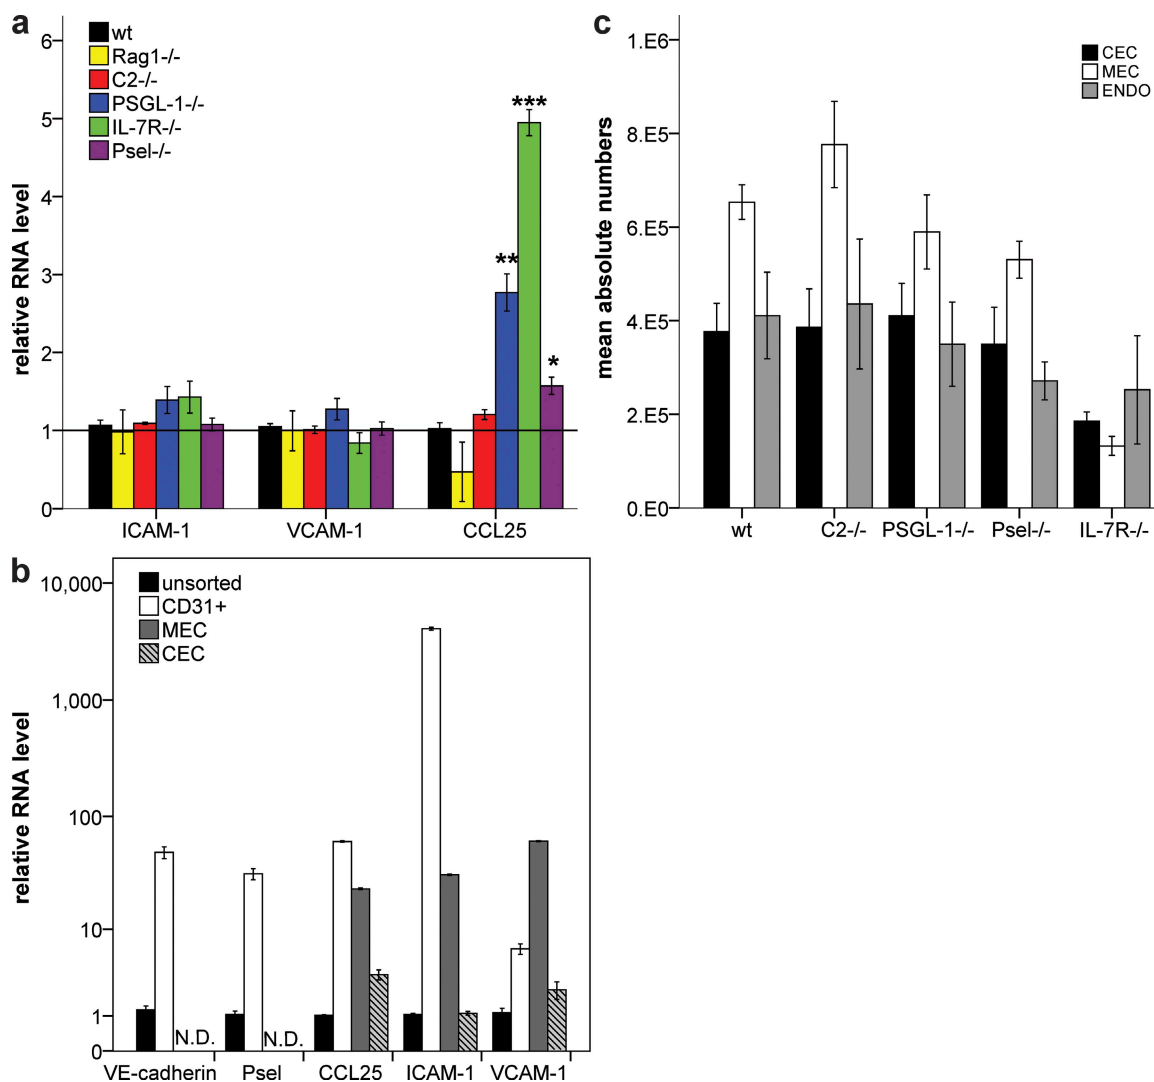 a
wt
Rag1-/-
C2-/-
PSGL-1-/-
IL-7R-/-
Psel-/-
relative RNA level
6
5
4
3
2
1
0
**
***
*
ICAM-1 VCAM-1 CCL25
b
unsorted
CD31+
MEC
CEC
relative RNA level
10,000
1,000
100
10
1
0
N.D. N.D.
VE-cadherin Psel CCL25 ICAM-1 VCAM-1
c
CEC
MEC
ENDO
mean absolute numbers
1.E6
8.E5
6.E5
4.E5
2.E5
0.E0
wt C2-/- PSGL-1-/- Psel-/- IL-7R-/-